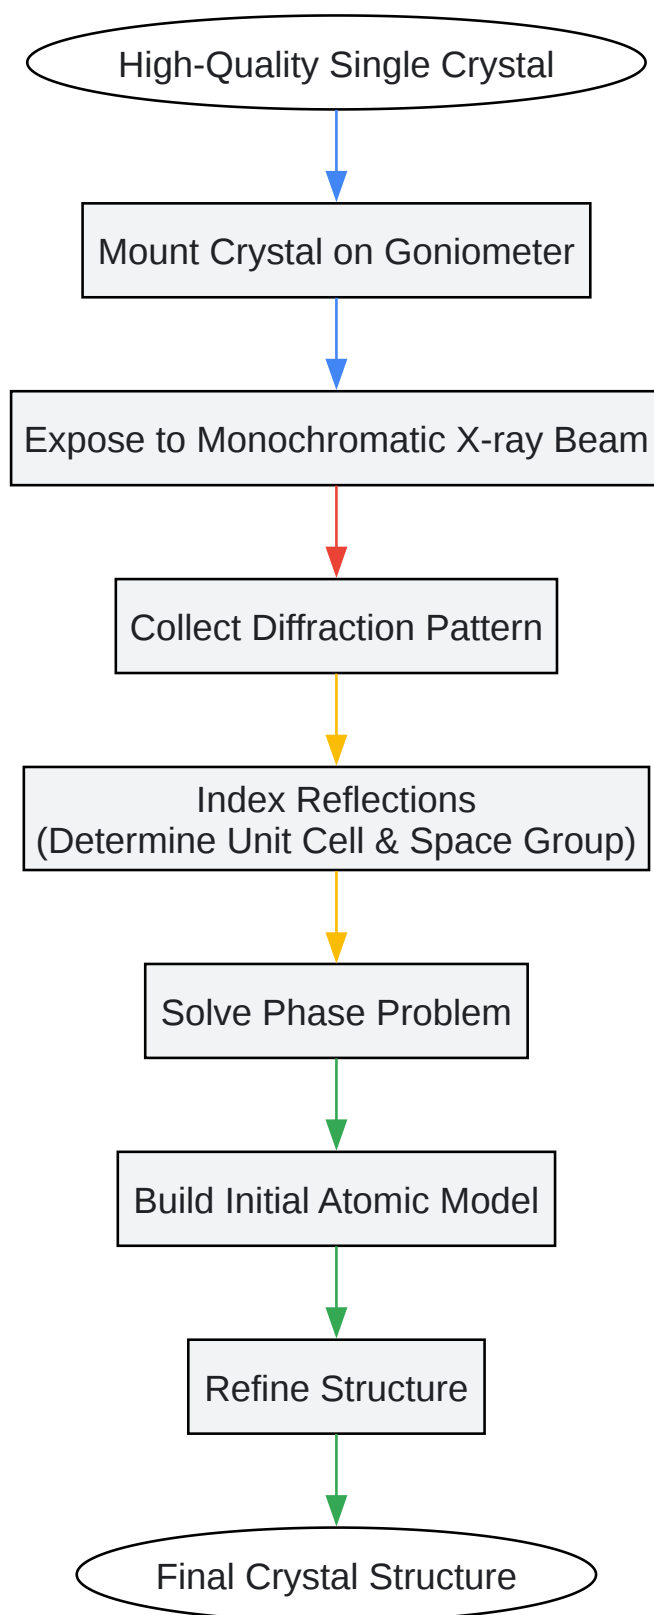 High-Quality Single Crystal
Mount Crystal on Goniometer
Expose to Monochromatic X-ray Beam
Collect Diffraction Pattern
Index Reflections
(Determine Unit Cell & Space Group)
Solve Phase Problem
Build Initial Atomic Model
Refine Structure
Final Crystal Structure